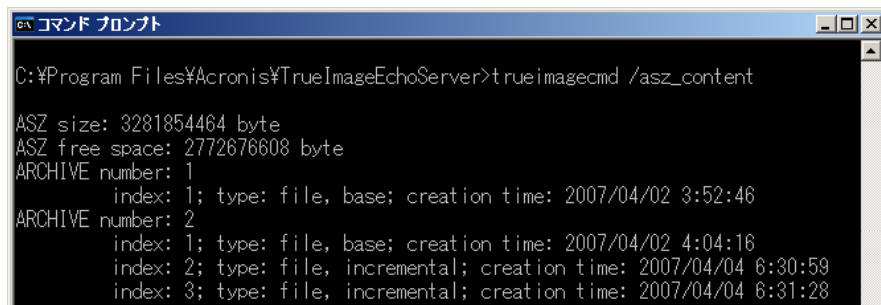 コマンド プロンプト
C:¥Program Files¥Acronis¥TrueImageEchoServer>trueimagecmd /asz_content
ASZ size: 3281854464 byte
ASZ free space: 2772676608 byte
ARCHIVE number: 1
index: 1; type: file, base; creation time: 2007/04/02 3:52:46
ARCHIVE number: 2
index: 1; type: file, base; creation time: 2007/04/02 4:04:16
index: 2; type: file, incremental; creation time: 2007/04/04 6:30:59
index: 3; type: file, incremental; creation time: 2007/04/04 6:31:28